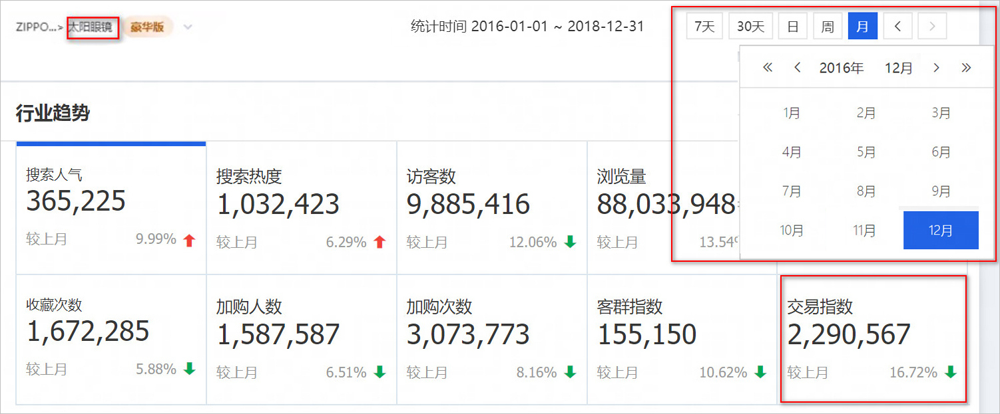 ZIPPO...> 太阳眼镜 豪华版
统计时间 2016-01-01 ~ 2018-12-31
7天 30天 日 周 月 < >
« < 2016年 12月 > »
1月 2月 3月
4月 5月 6月
7月 8月 9月
10月 11月 12月
行业趋势
搜索人气
365,225
较上月 9.99%
搜索热度
1,032,423
较上月 6.29%
访客数
9,885,416
较上月 12.06%
浏览量
88,033,948
较上月 13.54%
收藏次数
1,672,285
较上月 5.88%
加购人数
1,587,587
较上月 6.51%
加购次数
3,073,773
较上月 8.16%
客群指数
155,150
较上月 10.62%
交易指数
2,290,567
较上月 16.72%